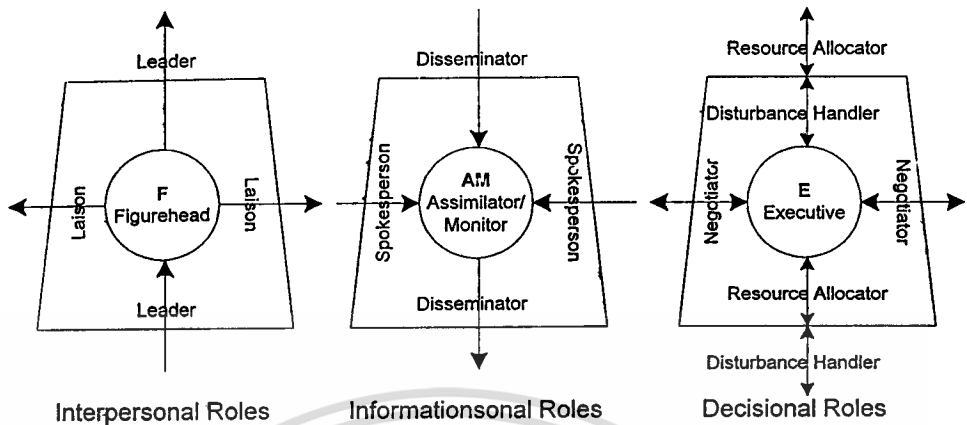 Leader
Laison
F
Figurehead
Laison
Leader
Interpersonal Roles
Disseminator
Spokesperson
AM
Assimilator/
Monitor
Spokesperson
Disseminator
Informationsonal Roles
Resource Allocator
Disturbance Handler
Negotiator
E
Executive
Negotiator
Resource Allocator
Disturbance Handler
Decisional Roles